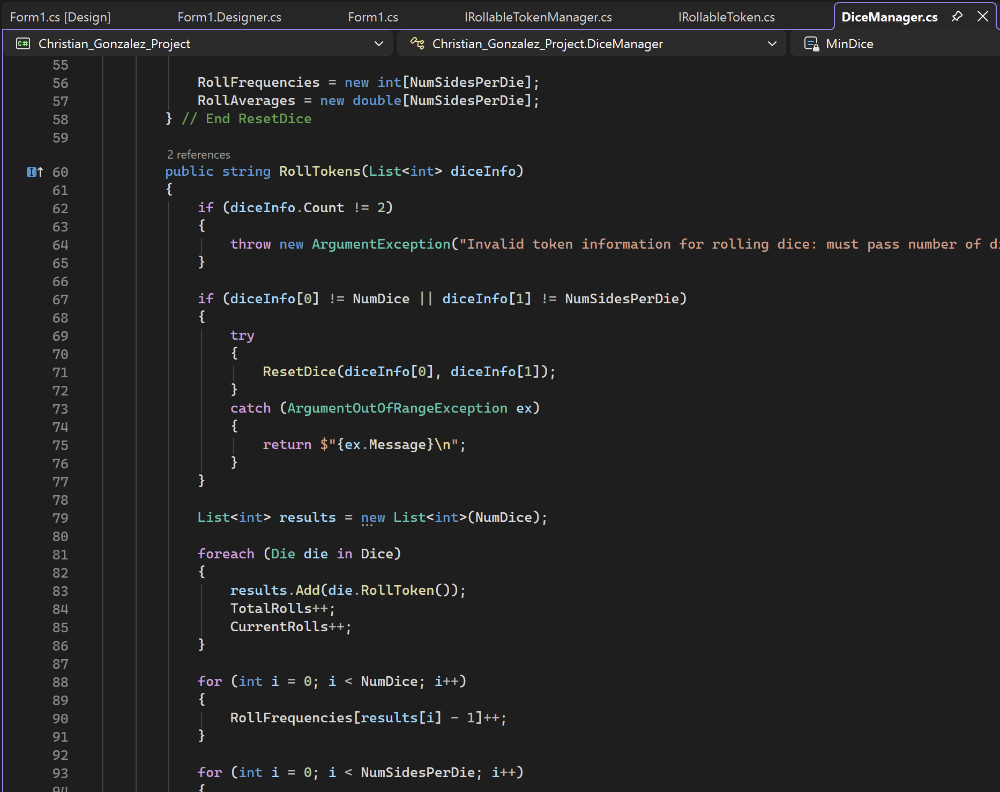 Form1.cs [Design] Form1.Designer.cs Form1.cs IRollableTokenManager.cs IRollableToken.cs DiceManager.cs
C# Christian_Gonzalez_Project Christian_Gonzalez_Project.DiceManager MinDice
55
56 RollFrequencies = new int[NumSidesPerDie];
57 RollAverages = new double[NumSidesPerDie];
58 } // End ResetDice
59
2 references
60 public string RollTokens(List<int> diceInfo)
61 {
62 if (diceInfo.Count != 2)
63 {
64 throw new ArgumentException("Invalid token information for rolling dice: must pass number of di
65 }
66
67 if (diceInfo[0] != NumDice || diceInfo[1] != NumSidesPerDie)
68 {
69 try
70 {
71 ResetDice(diceInfo[0], diceInfo[1]);
72 }
73 catch (ArgumentOutOfRangeException ex)
74 {
75 return $"{ex.Message}\n";
76 }
77 }
78
79 List<int> results = new List<int>(NumDice);
80
81 foreach (Die die in Dice)
82 {
83 results.Add(die.RollToken());
84 TotalRolls++;
85 CurrentRolls++;
86 }
87
88 for (int i = 0; i < NumDice; i++)
89 {
90 RollFrequencies[results[i] - 1]++;
91 }
92
93 for (int i = 0; i < NumSidesPerDie; i++)
94 {